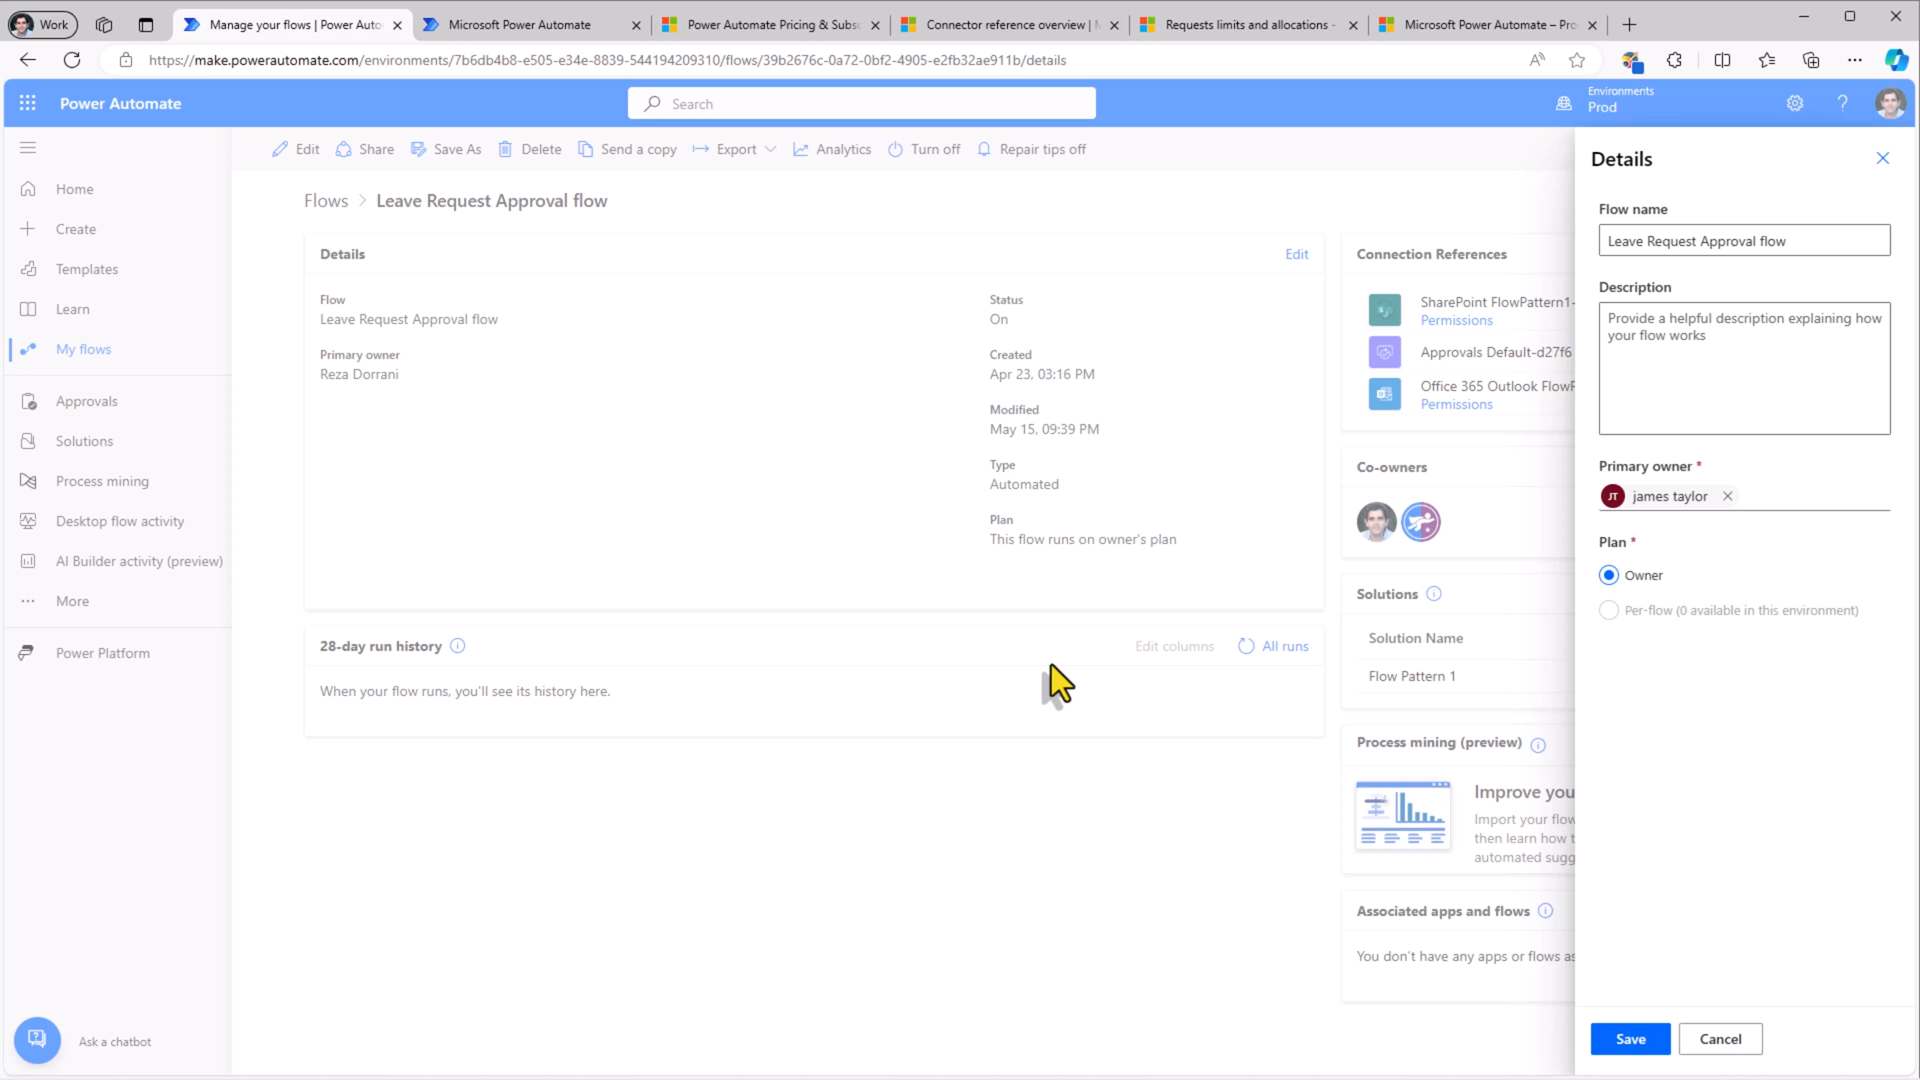 Work
Manage your flows | Power Auto
Microsoft Power Automate
Power Automate Pricing & Subsc
Connector reference overview | M
Requests limits and allocations -
Microsoft Power Automate – Pro
https://make.powerautomate.com/environments/7b6db4b8-e505-e34e-8839-544194209310/flows/39b2676c-0a72-0bf2-4905-e2fb32ae911b/details
Power Automate
Search
Environments
Prod
Edit
Share
Save As
Delete
Send a copy
Export
Analytics
Turn off
Repair tips off
Home
Create
Templates
Learn
My flows
Approvals
Solutions
Process mining
Desktop flow activity
AI Builder activity (preview)
More
Power Platform
Ask a chatbot
Flows > Leave Request Approval flow
Details
Edit
Flow
Leave Request Approval flow
Primary owner
Reza Dorrani
Status
On
Created
Apr 23, 03:16 PM
Modified
May 15, 09:39 PM
Type
Automated
Plan
This flow runs on owner's plan
28-day run history
Edit columns
All runs
When your flow runs, you'll see its history here.
Connection References
SharePoint FlowPattern1-
Permissions
Approvals Default-d27f6
Office 365 Outlook FlowP
Permissions
Co-owners
Solutions
Solution Name
Flow Pattern 1
Process mining (preview)
Improve you
Import your flow
then learn how t
automated sugg
Associated apps and flows
You don't have any apps or flows as
Details
Flow name
Leave Request Approval flow
Description
Provide a helpful description explaining how
your flow works
Primary owner *
JT james taylor
Plan *
Owner
Per-flow (0 available in this environment)
Save
Cancel